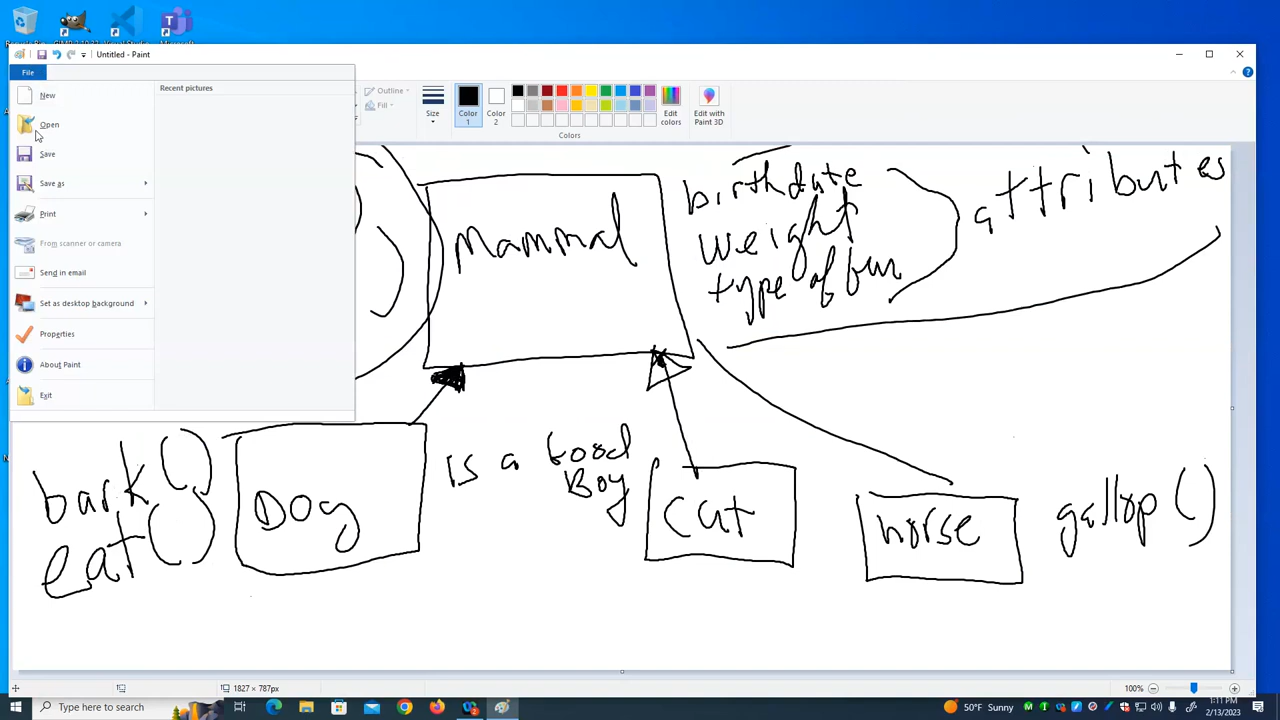 Untitled - Paint
File
New
Open
Save
Save as
Print
From scanner or camera
Send in email
Set as desktop background
Properties
About Paint
Exit
Recent pictures
Outline
Fill
Size
Color 1
Color 2
Edit colors
Edit with Paint 3D
Colors
Mammal
birthdate
weight
type of fur
attributes
bark()
eat()
Dog
is a Good
Boy
cat
horse
gallop()
1827 × 787px
100%
Type here to search
50°F Sunny
1:11 PM
2/13/2023